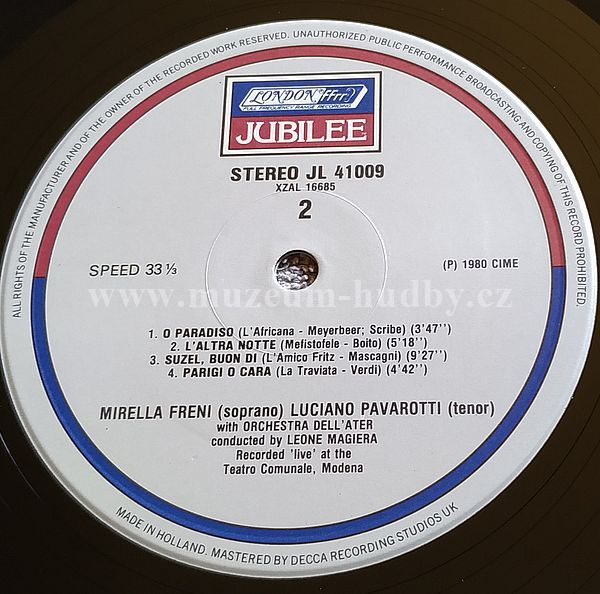 ALL RIGHTS OF THE MANUFACTURER AND OF THE OWNER OF THE RECORDED WORK RESERVED. UNAUTHORIZED PUBLIC PERFORMANCE BROADCASTING AND COPYING OF THIS RECORD PROHIBITED.
LONDON ffrr
FULL FREQUENCY RANGE RECORDING
JUBILEE
STEREO JL 41009
XZAL 16685
2
SPEED 33⅓
(P) 1980 CIME
www.muzeum-hudby.cz
1. O PARADISO (L'Africana - Meyerbeer; Scribe) (3'47'')
2. L'ALTRA NOTTE (Mefistofele - Boito) (5'18'')
3. SUZEL, BUON DI (L'Amico Fritz - Mascagni) (9'27'')
4. PARIGI O CARA (La Traviata - Verdi) (4'42'')
MIRELLA FRENI (soprano) LUCIANO PAVAROTTI (tenor)
with ORCHESTRA DELL'ATER
conducted by LEONE MAGIERA
Recorded 'live' at the
Teatro Comunale, Modena
MADE IN HOLLAND. MASTERED BY DECCA RECORDING STUDIOS UK